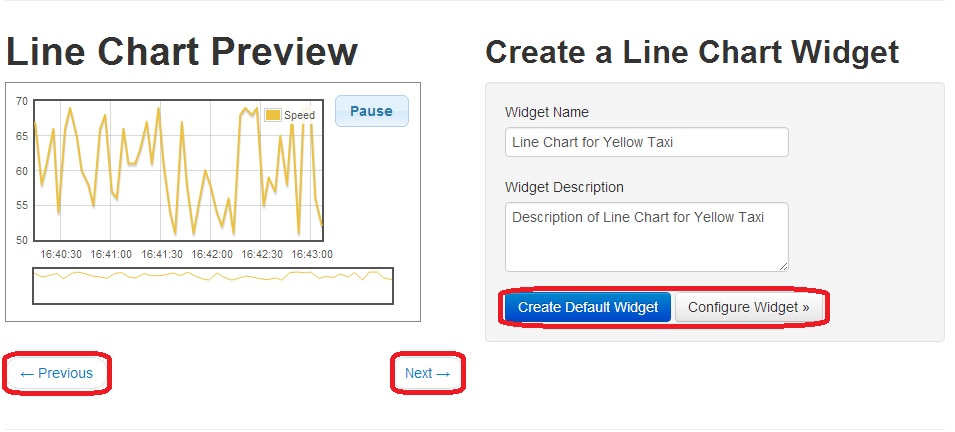 Line Chart Preview
70
65
60
55
50
Speed
Pause
16:40:30 16:41:00 16:41:30 16:42:00 16:42:30 16:43:00
← Previous
Next →
Create a Line Chart Widget
Widget Name
Line Chart for Yellow Taxi
Widget Description
Description of Line Chart for Yellow Taxi
Create Default Widget
Configure Widget »